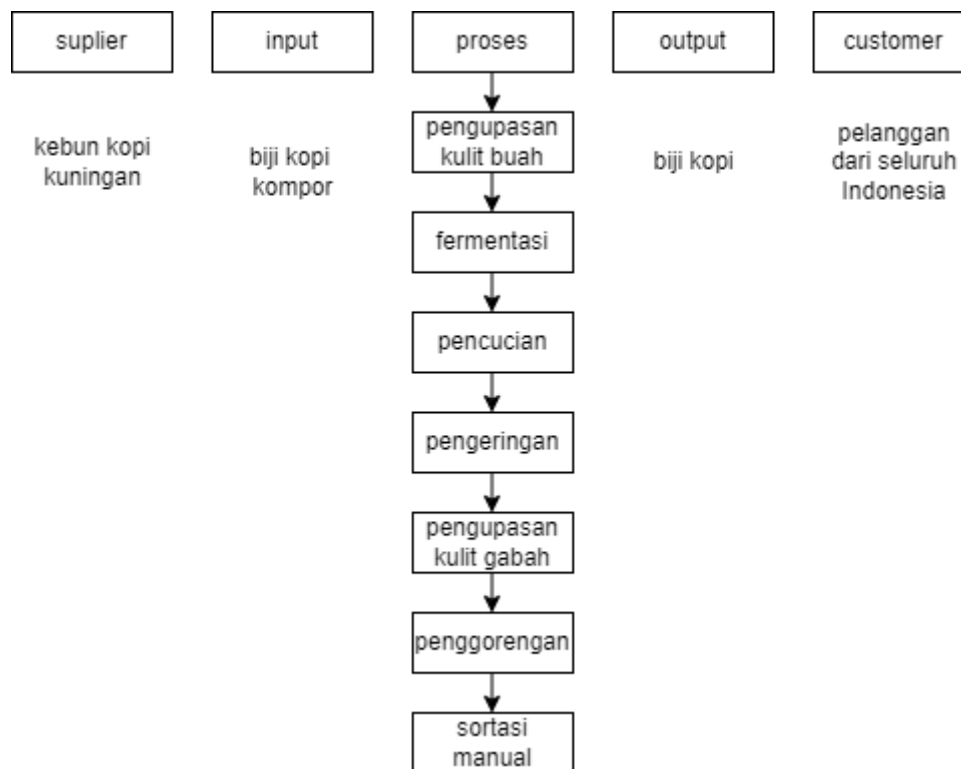 suplier
input
proses
output
customer
kebun kopi
kuningan
biji kopi
kompor
pengupasan
kulit buah
biji kopi
pelanggan
dari seluruh
Indonesia
fermentasi
pencucian
pengeringan
pengupasan
kulit gabah
penggorengan
sortasi
manual